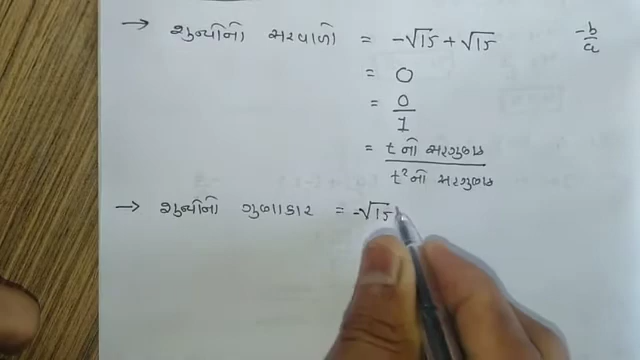 → શૂન્યોનો સરવાળો = -√15 + √15 -b/a
= 0
= 0/1
= t નો સહગુણક / t² નો સહગુણક
→ શૂન્યોનો ગુણાકાર = -√15